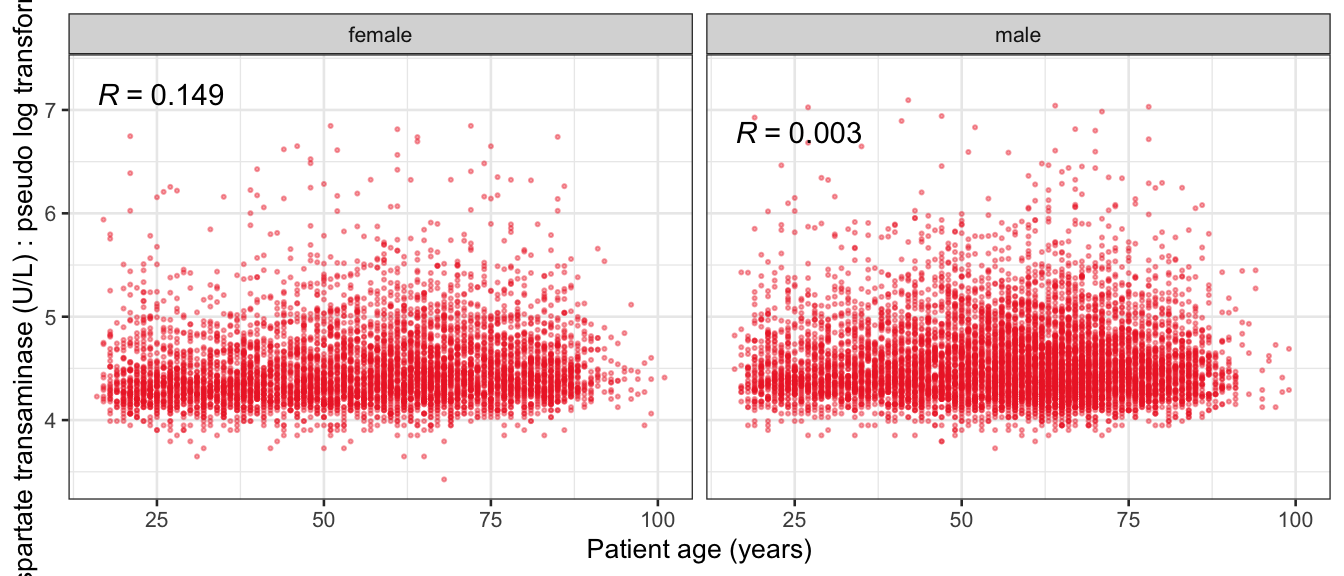 female
male
R = 0.149
R = 0.003
7
6
5
4
spartate transaminase (U/L) : pseudo log transfor
25
50
75
100
25
50
75
100
Patient age (years)